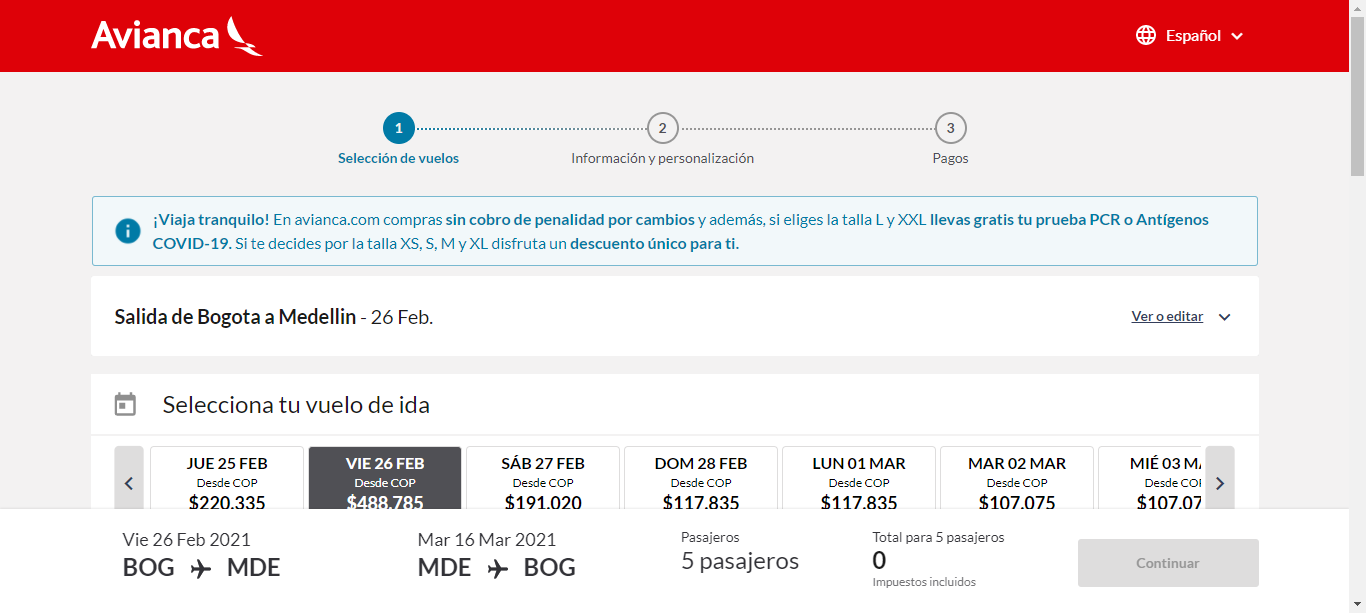 Avianca
Español
1
2
3
Selección de vuelos
Información y personalización
Pagos
¡Viaja tranquilo! En avianca.com compras sin cobro de penalidad por cambios y además, si eliges la talla L y XXL llevas gratis tu prueba PCR o Antígenos
COVID-19. Si te decides por la talla XS, S, M y XL disfruta un descuento único para ti.
Salida de Bogota a Medellin - 26 Feb.
Ver o editar
Selecciona tu vuelo de ida
JUE 25 FEB
Desde COP
$220.335
VIE 26 FEB
Desde COP
$488.785
SÁB 27 FEB
Desde COP
$191.020
DOM 28 FEB
Desde COP
$117.835
LUN 01 MAR
Desde COP
$117.835
MAR 02 MAR
Desde COP
$107.075
MIÉ 03 MA
Desde COP
$107.07
Vie 26 Feb 2021
BOG MDE
Mar 16 Mar 2021
MDE BOG
Pasajeros
5 pasajeros
Total para 5 pasajeros
0
Impuestos incluidos
Continuar